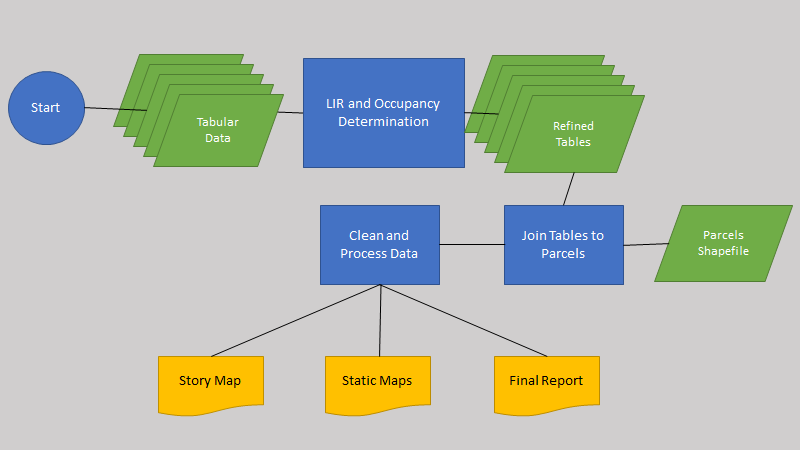 Start
Tabular
Data
LIR and Occupancy
Determination
Refined
Tables
Clean and
Process Data
Join Tables to
Parcels
Parcels
Shapefile
Story Map
Static Maps
Final Report